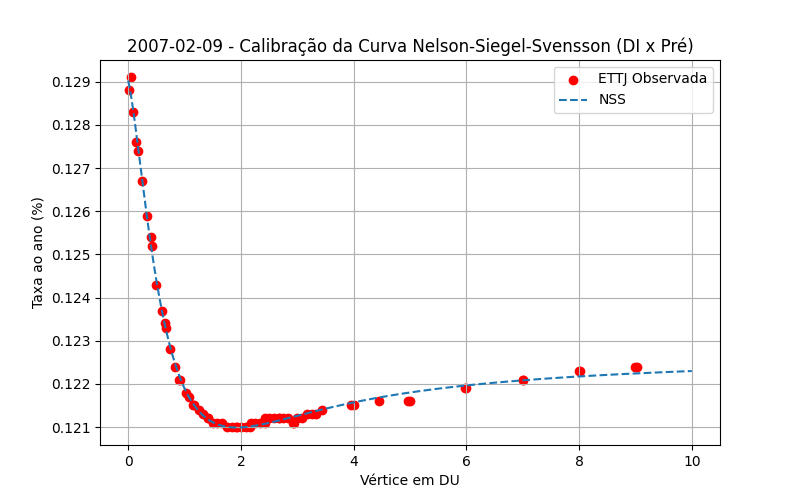 2007-02-09 - Calibração da Curva Nelson-Siegel-Svensson (DI x Pré)
ETTJ Observada
NSS
Taxa ao ano (%)
0.129
0.128
0.127
0.126
0.125
0.124
0.123
0.122
0.121
0 2 4 6 8 10
Vértice em DU